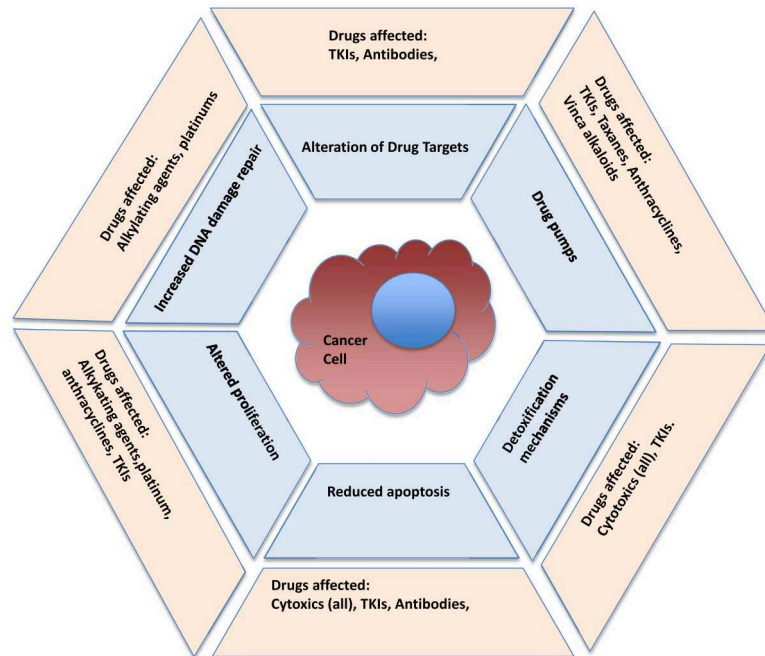 Drugs affected:
TKIs, Antibodies,
Alteration of Drug Targets
Drugs affected:
TKIs, Taxanes, Anthracyclines,
Vinca alkaloids
Drug pumps
Drugs affected:
Cytotoxics (all), TKIs.
Detoxification
mechanisms
Drugs affected:
Cytoxics (all), TKIs, Antibodies,
Reduced apoptosis
Drugs affected:
Alkykating agents,platinum,
anthracyclines, TKIs
Altered proliferation
Drugs affected:
Alkylating agents, platinums
Increased DNA damage repair
Cancer
Cell